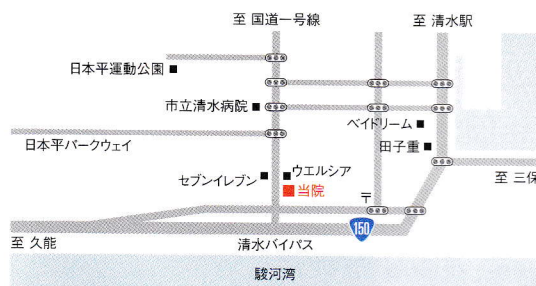 至 国道一号線
至 清水駅
日本平運動公園
市立清水病院
ベイドリーム
日本平パークウェイ
田子重
セブンイレブン
ウエルシア
至 三保
当院
〒
150
至 久能
清水バイパス
駿河湾